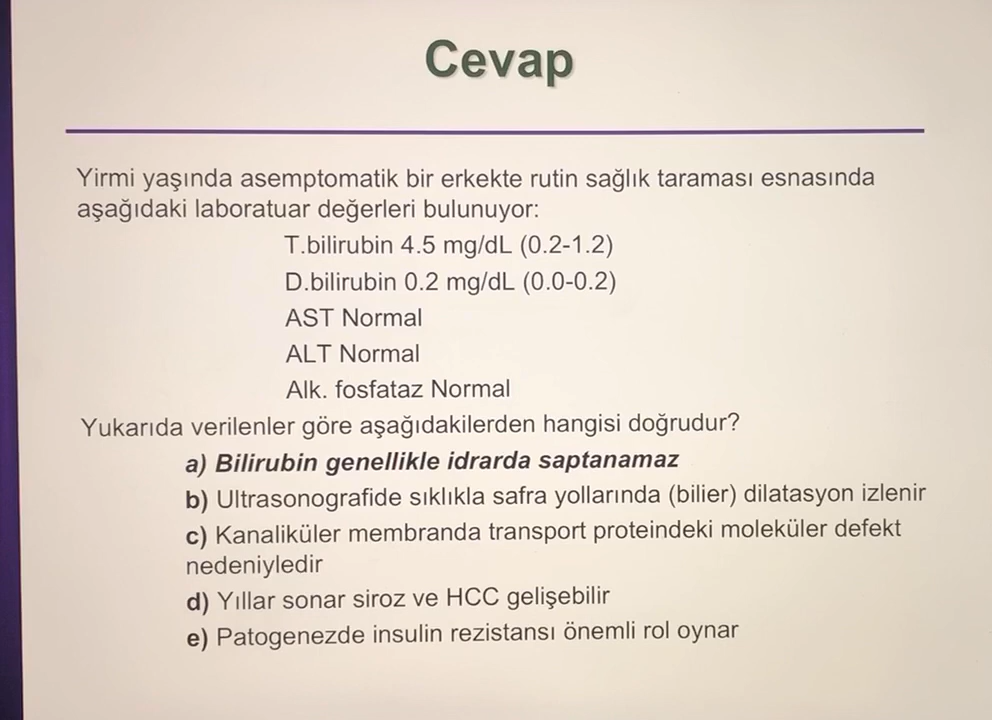 Cevap
Yirmi yaşında asemptomatik bir erkekte rutin sağlık taraması esnasında
aşağıdaki laboratuar değerleri bulunuyor:
T.bilirubin 4.5 mg/dL (0.2-1.2)
D.bilirubin 0.2 mg/dL (0.0-0.2)
AST Normal
ALT Normal
Alk. fosfataz Normal
Yukarıda verilenler göre aşağıdakilerden hangisi doğrudur?
a) Bilirubin genellikle idrarda saptanamaz
b) Ultrasonografide sıklıkla safra yollarında (bilier) dilatasyon izlenir
c) Kanaliküler membranda transport proteindeki moleküler defekt
nedeniyledir
d) Yıllar sonar siroz ve HCC gelişebilir
e) Patogenezde insulin rezistansı önemli rol oynar